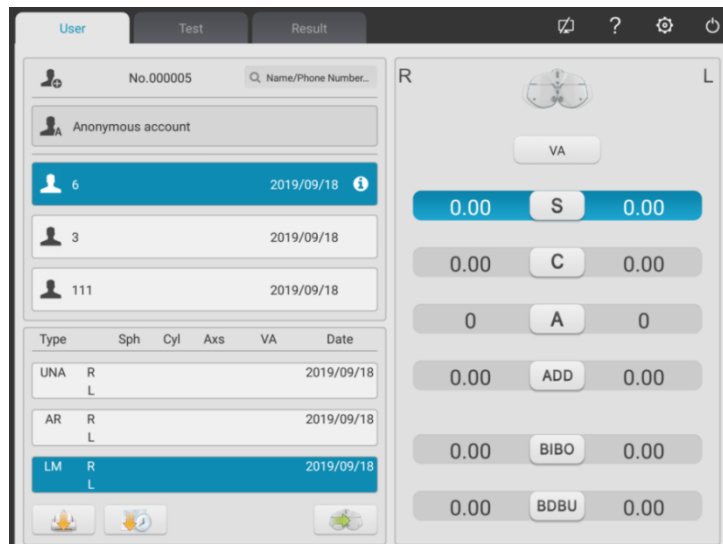 User Test Result ?
No.000005 Name/Phone Number...
A Anonymous account
6 2019/09/18 i
3 2019/09/18
111 2019/09/18
Type Sph Cyl Axs VA Date
UNA R 2019/09/18
L
AR R 2019/09/18
L
LM R 2019/09/18
L
R L
VA
0.00 S 0.00
0.00 C 0.00
0 A 0
0.00 ADD 0.00
0.00 BIBO 0.00
0.00 BDBU 0.00